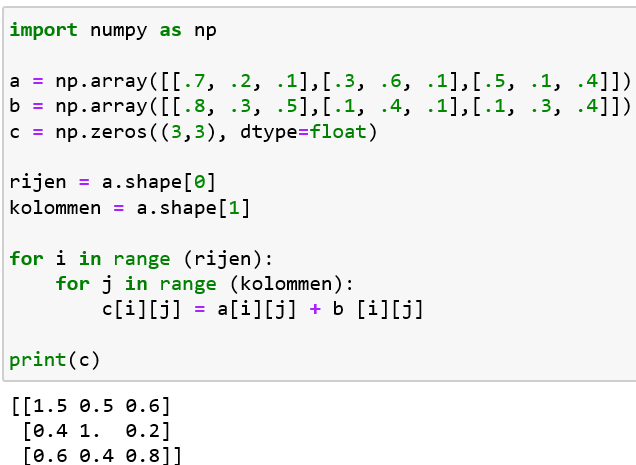 import numpy as np
a = np.array([[.7, .2, .1],[.3, .6, .1],[.5, .1, .4]])
b = np.array([[.8, .3, .5],[.1, .4, .1],[.1, .3, .4]])
c = np.zeros((3,3), dtype=float)
rijen = a.shape[0]
kolommen = a.shape[1]
for i in range (rijen):
    for j in range (kolommen):
        c[i][j] = a[i][j] + b [i][j]
print(c)
[[1.5 0.5 0.6]
 [0.4 1.  0.2]
 [0.6 0.4 0.8]]